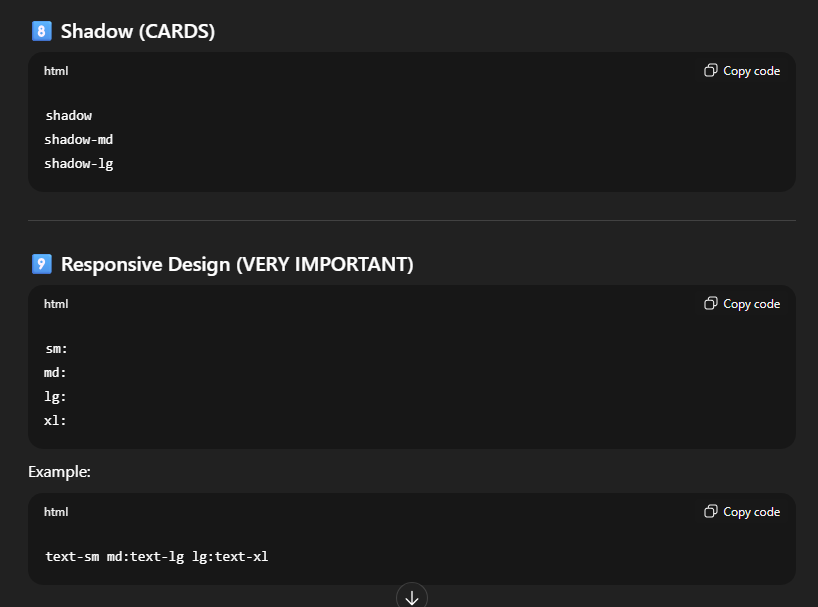 8 Shadow (CARDS)
html Copy code
shadow
shadow-md
shadow-lg
9 Responsive Design (VERY IMPORTANT)
html Copy code
sm:
md:
lg:
xl:
Example:
html Copy code
text-sm md:text-lg lg:text-xl